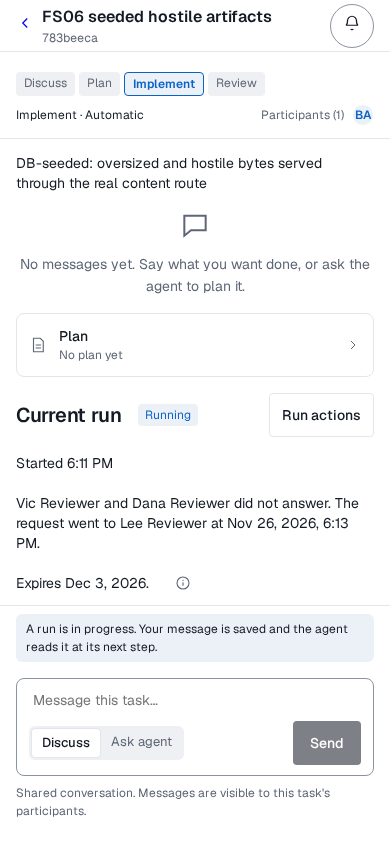 FS06 seeded hostile artifacts
783beeca
Discuss
Plan
Implement
Review
Implement · Automatic
Participants (1)
BA
DB-seeded: oversized and hostile bytes served
through the real content route
No messages yet. Say what you want done, or ask the
agent to plan it.
Plan
No plan yet
Current run
Running
Run actions
Started 6:11 PM
Vic Reviewer and Dana Reviewer did not answer. The
request went to Lee Reviewer at Nov 26, 2026, 6:13
PM.
Expires Dec 3, 2026.
A run is in progress. Your message is saved and the agent
reads it at its next step.
Message this task...
Discuss
Ask agent
Send
Shared conversation. Messages are visible to this task's
participants.